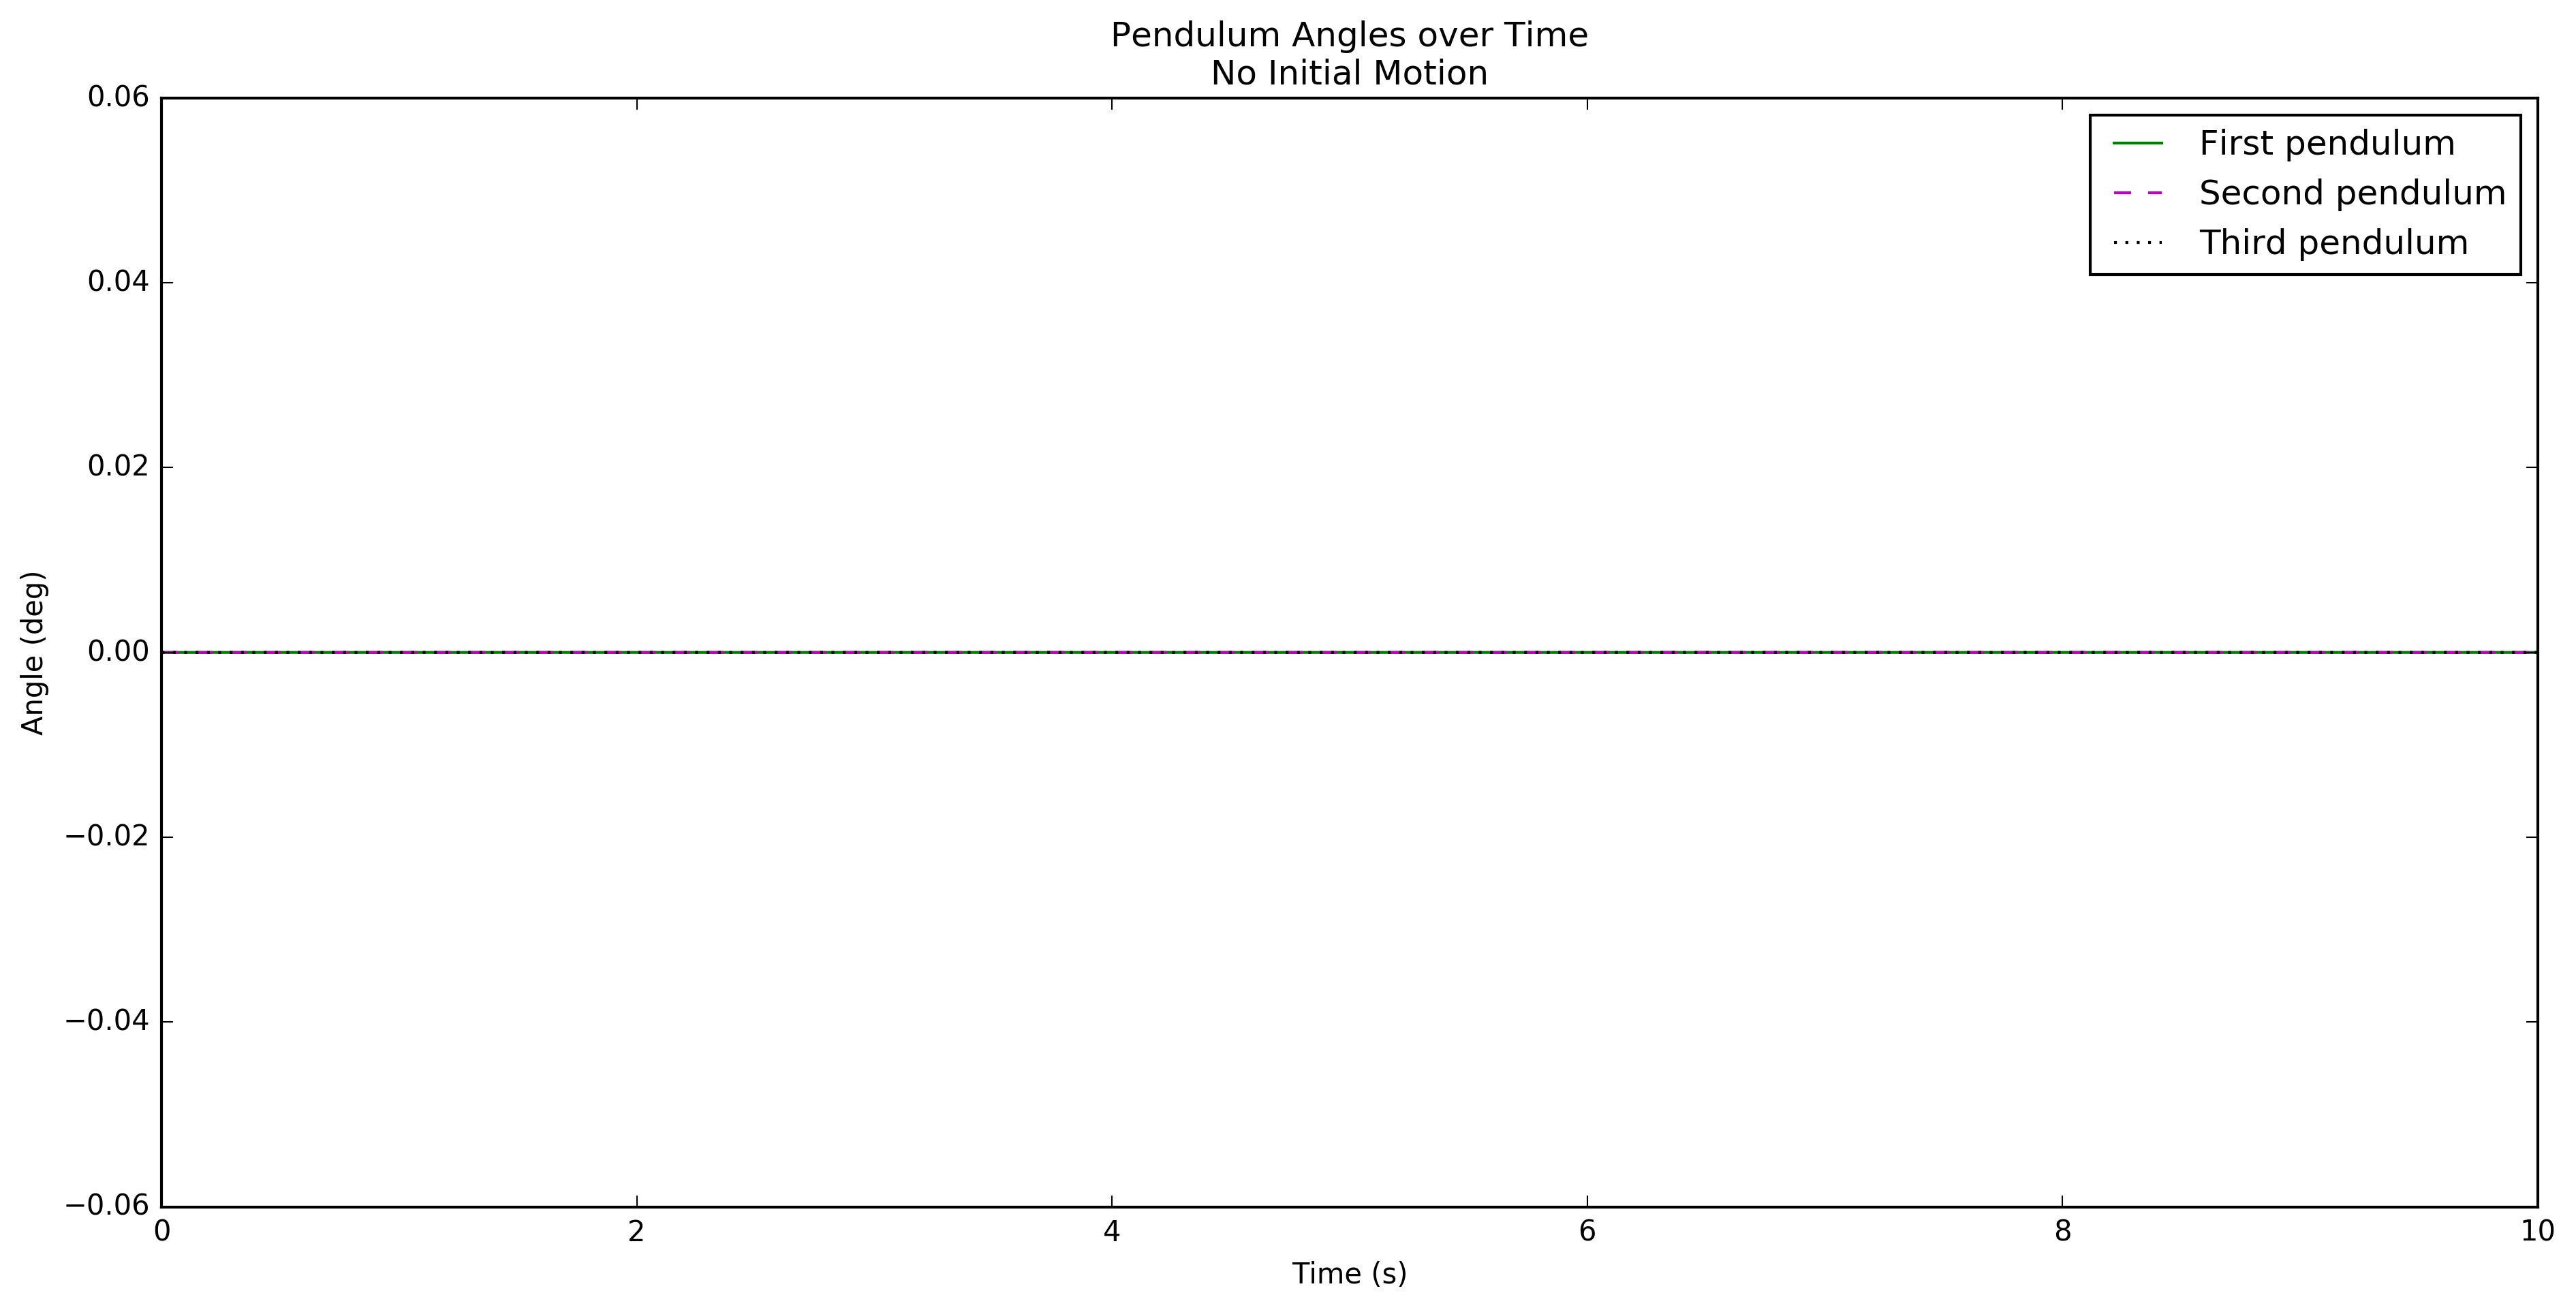 Pendulum Angles over Time
No Initial Motion
0.06
0.04
0.02
0.00
−0.02
−0.04
−0.06
Angle (deg)
First pendulum
Second pendulum
Third pendulum
0 2 4 6 8 10
Time (s)